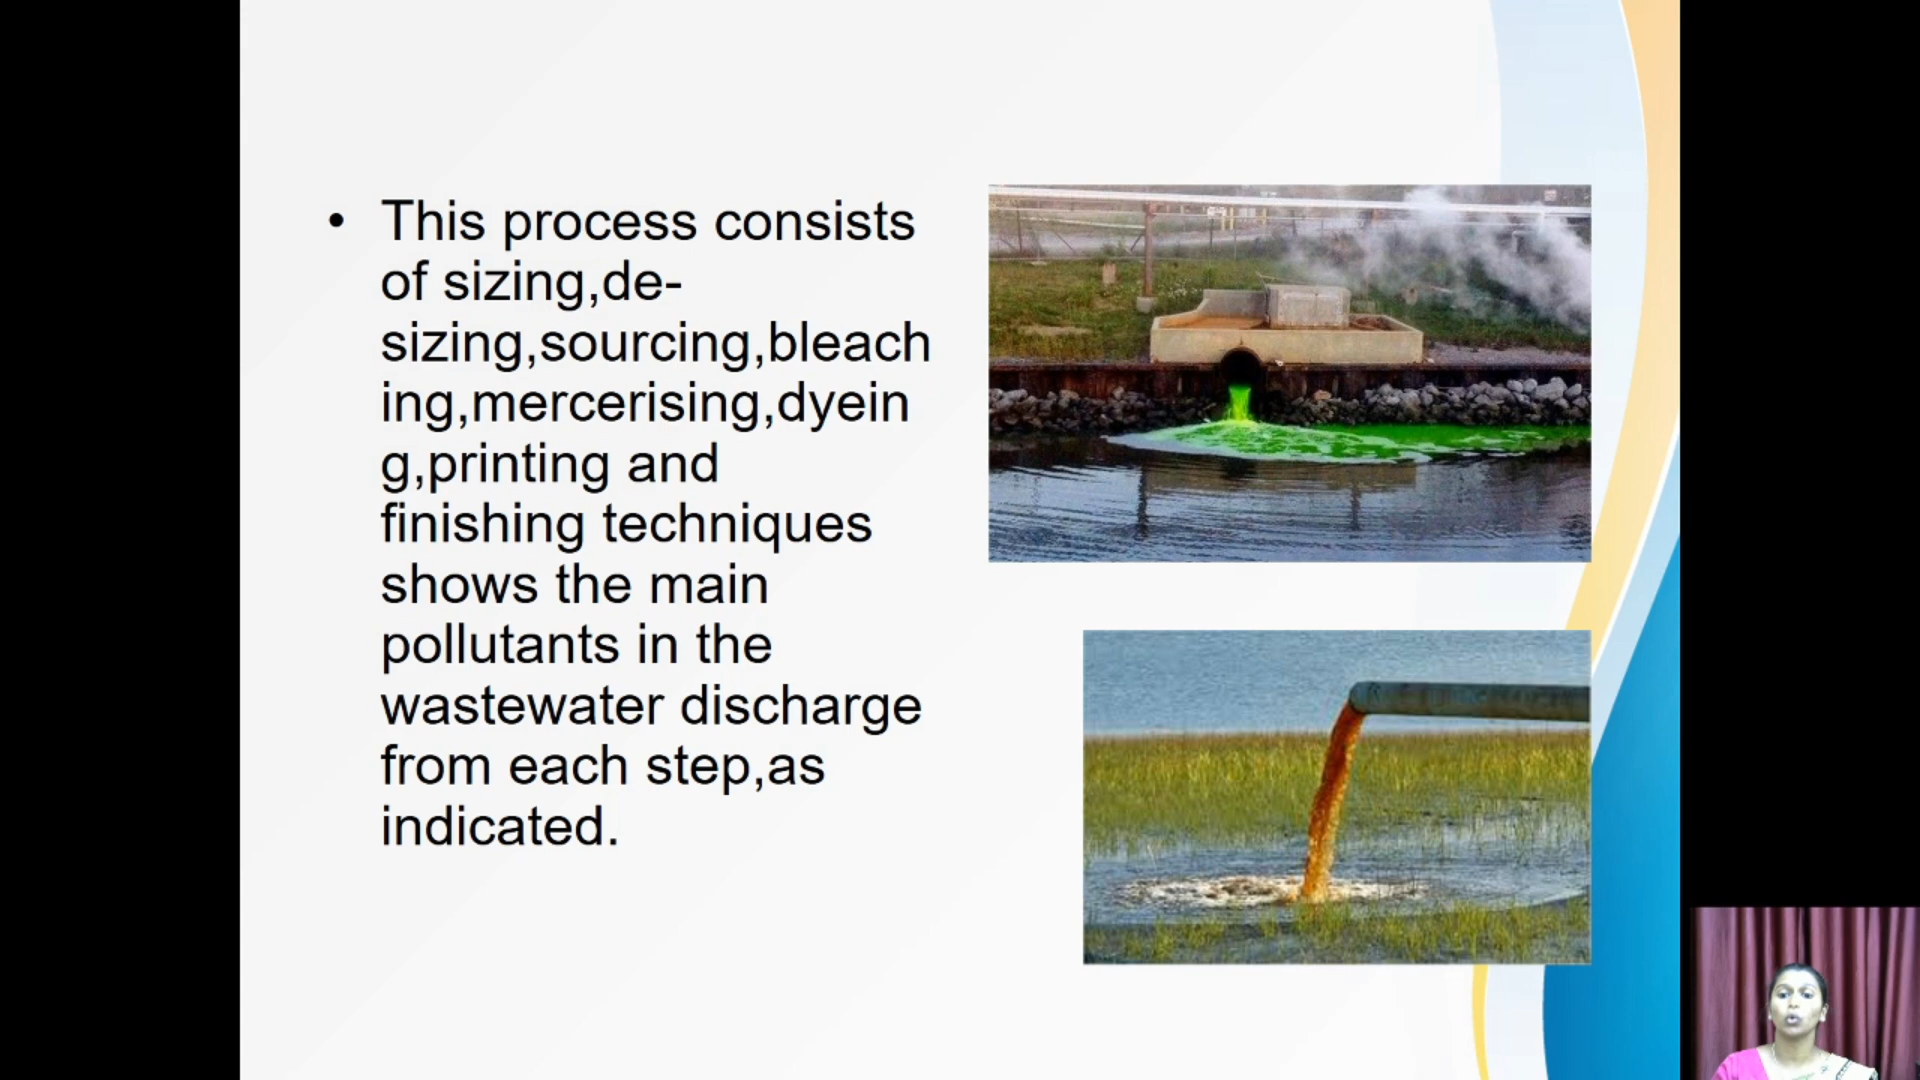 • This process consists
of sizing,de-
sizing,sourcing,bleach
ing,mercerising,dyein
g,printing and
finishing techniques
shows the main
pollutants in the
wastewater discharge
from each step,as
indicated.